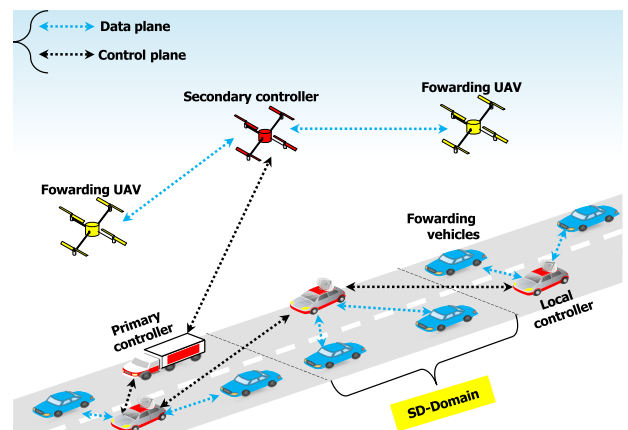 Data plane
Control plane
Secondary controller
Fowarding UAV
Fowarding UAV
Fowarding
vehicles
Local
controller
Primary
controller
SD-Domain